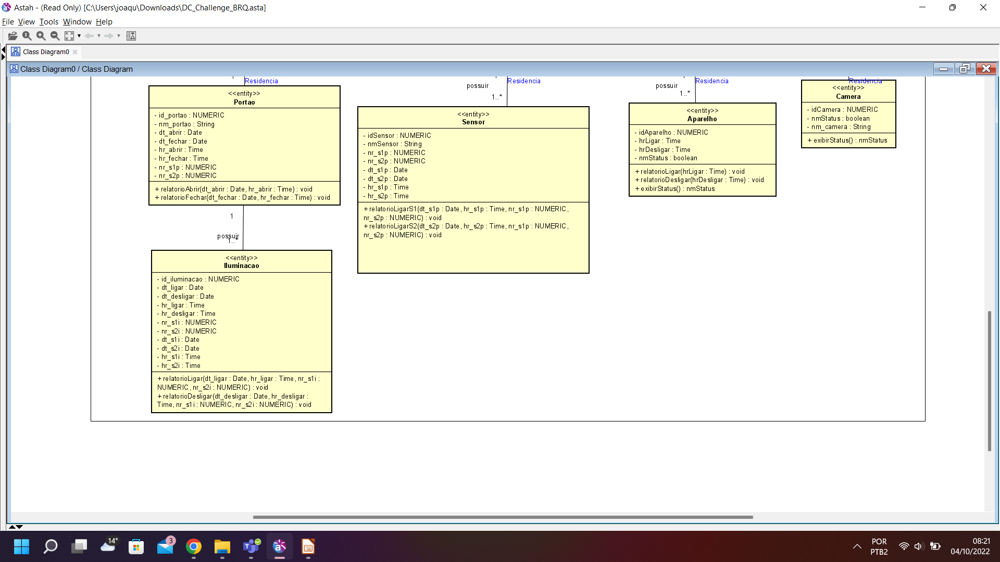 Astah - (Read Only) [C:\Users\joaqu\Downloads\DC_Challenge_BRQ.asta]
File View Tools Window Help
Class Diagram0
Class Diagram0 / Class Diagram
Residencia
<<entity>>
Portao
- id_portao : NUMERIC
- nm_portao : String
- dt_abrir : Date
- dt_fechar : Date
- hr_abrir : Time
- hr_fechar : Time
- nr_s1p : NUMERIC
- nr_s2p : NUMERIC
+ relatorioAbrir(dt_abrir : Date, hr_abrir : Time) : void
+ relatorioFechar(dt_fechar : Date, hr_fechar : Time) : void
1
possuir
1..*
<<entity>>
Iluminacao
- id_iluminacao : NUMERIC
- dt_ligar : Date
- dt_desligar : Date
- hr_ligar : Time
- hr_desligar : Time
- nr_s1i : NUMERIC
- nr_s2i : NUMERIC
- dt_s1i : Date
- dt_s2i : Date
- hr_s1i : Time
- hr_s2i : Time
+ relatorioLigar(dt_ligar : Date, hr_ligar : Time, nr_s1i :
NUMERIC, nr_s2i : NUMERIC) : void
+ relatorioDesligar(dt_desligar : Date, hr_desligar :
Time, nr_s1i : NUMERIC, nr_s2i : NUMERIC) : void
possuir
Residencia
1..*
<<entity>>
Sensor
- idSensor : NUMERIC
- nmSensor : String
- nr_s1p : NUMERIC
- nr_s2p : NUMERIC
- dt_s1p : Date
- dt_s2p : Date
- hr_s1p : Time
- hr_s2p : Time
+ relatorioLigarS1(dt_s1p : Date, hr_s1p : Time, nr_s1p : NUMERIC,
nr_s2p : NUMERIC) : void
+ relatorioLigarS2(dt_s2p : Date, hr_s2p : Time, nr_s1p : NUMERIC,
nr_s2p : NUMERIC) : void
possuir
Residencia
1..*
<<entity>>
Aparelho
- idAparelho : NUMERIC
- hrLigar : Time
- hrDesligar : Time
- nmStatus : boolean
+ relatorioLigar(hrLigar : Time) : void
+ relatorioDesligar(hrDesligar : Time) : void
+ exibirStatus() : nmStatus
Residencia
<<entity>>
Camera
- idCamera : NUMERIC
- nmStatus : boolean
- nm_camera : String
+ exibirStatus() : nmStatus
14°
3
POR
PTB2
08:21
04/10/2022